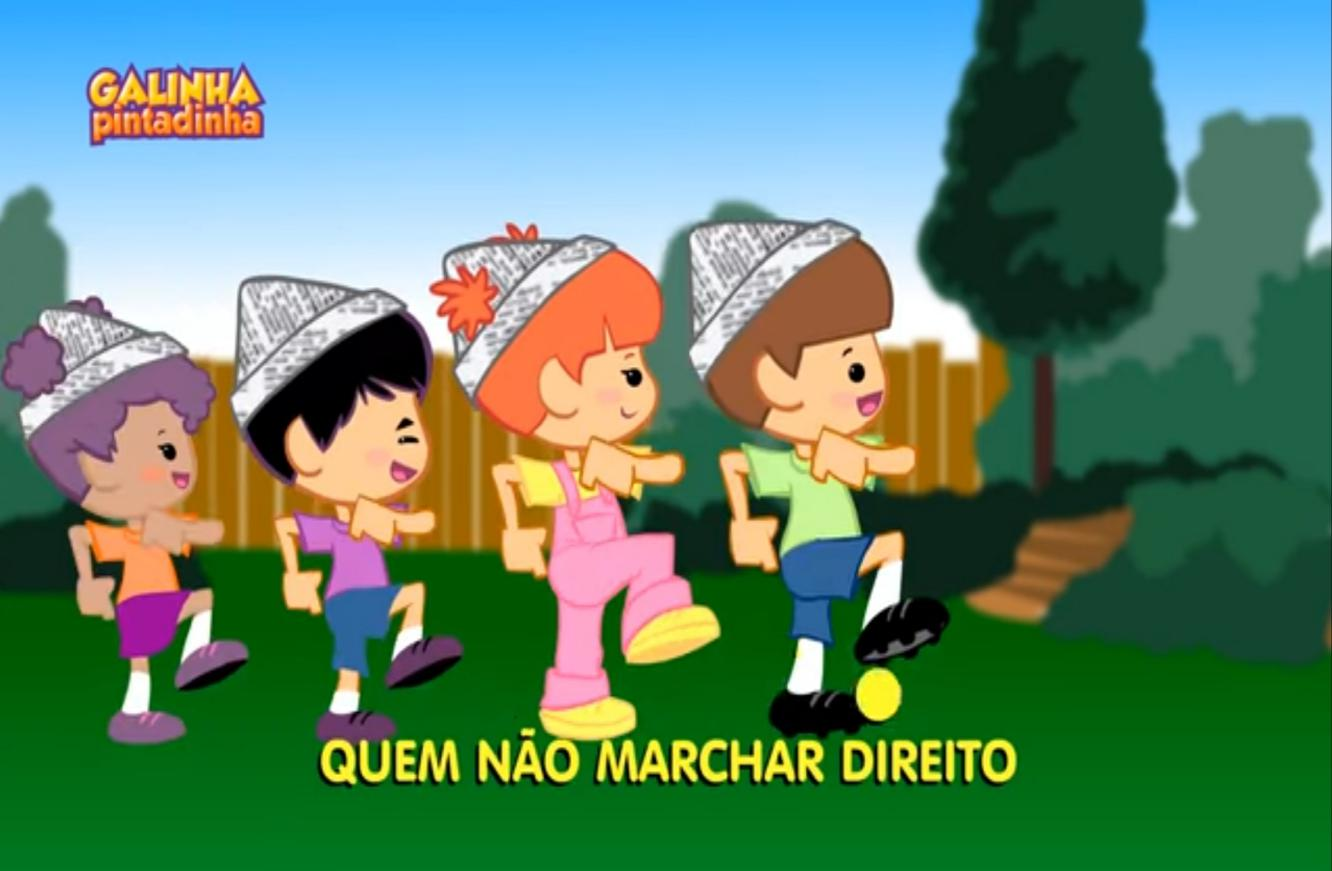 GALINHA
pintadinha
QUEM NÃO MARCHAR DIREITO